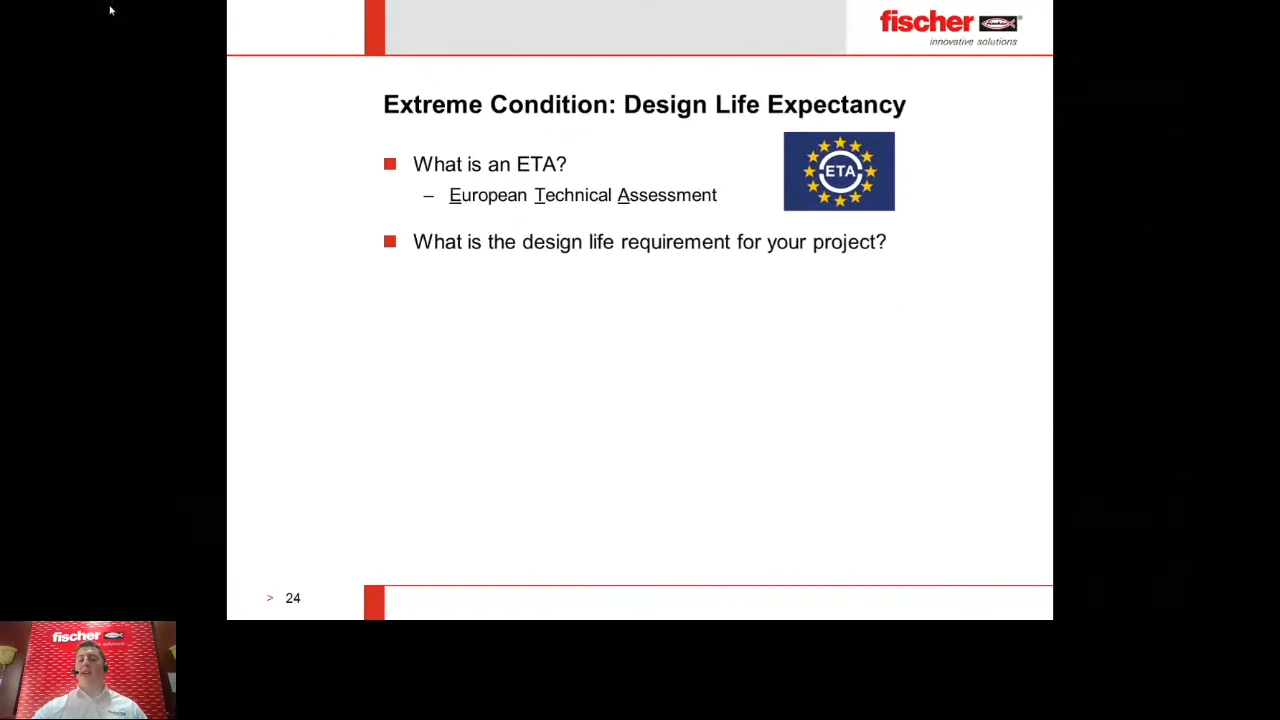 fischer
innovative solutions
Extreme Condition: Design Life Expectancy
What is an ETA?
– European Technical Assessment
ETA
What is the design life requirement for your project?
> 24
fischer